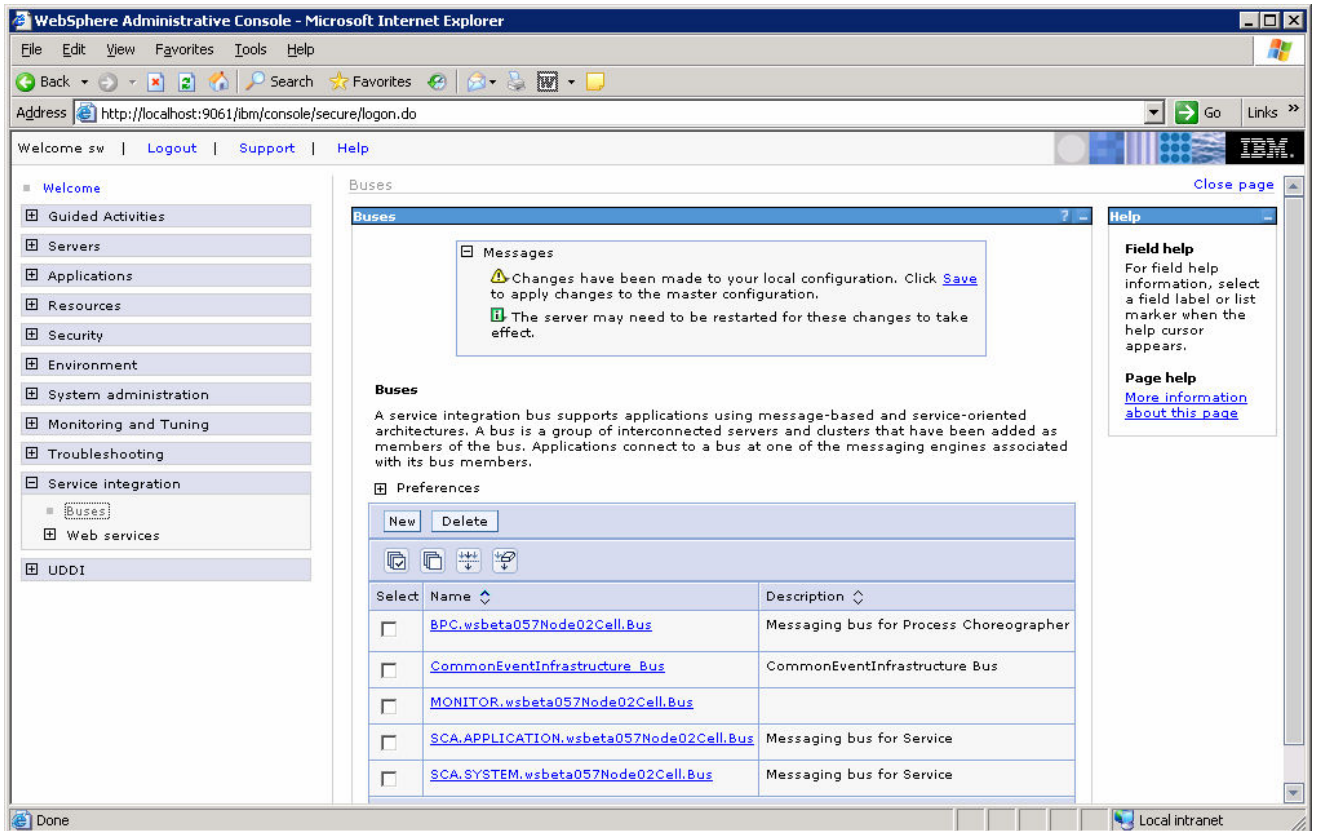 WebSphere Administrative Console - Microsoft Internet Explorer
File Edit View Favorites Tools Help
Back Search Favorites
Address http://localhost:9061/ibm/console/secure/logon.do Go Links »
Welcome sw | Logout | Support | Help IBM.
Welcome
Guided Activities
Servers
Applications
Resources
Security
Environment
System administration
Monitoring and Tuning
Troubleshooting
Service integration
Buses
Web services
UDDI
Buses Close page
Buses ? -
Messages
Changes have been made to your local configuration. Click Save
to apply changes to the master configuration.
The server may need to be restarted for these changes to take
effect.
Buses
A service integration bus supports applications using message-based and service-oriented
architectures. A bus is a group of interconnected servers and clusters that have been added as
members of the bus. Applications connect to a bus at one of the messaging engines associated
with its bus members.
Preferences
New Delete
Select Name Description
BPC.wsbeta057Node02Cell.Bus Messaging bus for Process Choreographer
CommonEventInfrastructure_Bus CommonEventInfrastructure Bus
MONITOR.wsbeta057Node02Cell.Bus
SCA.APPLICATION.wsbeta057Node02Cell.Bus Messaging bus for Service
SCA.SYSTEM.wsbeta057Node02Cell.Bus Messaging bus for Service
Help -
Field help
For field help
information, select
a field label or list
marker when the
help cursor
appears.
Page help
More information
about this page
Done Local intranet